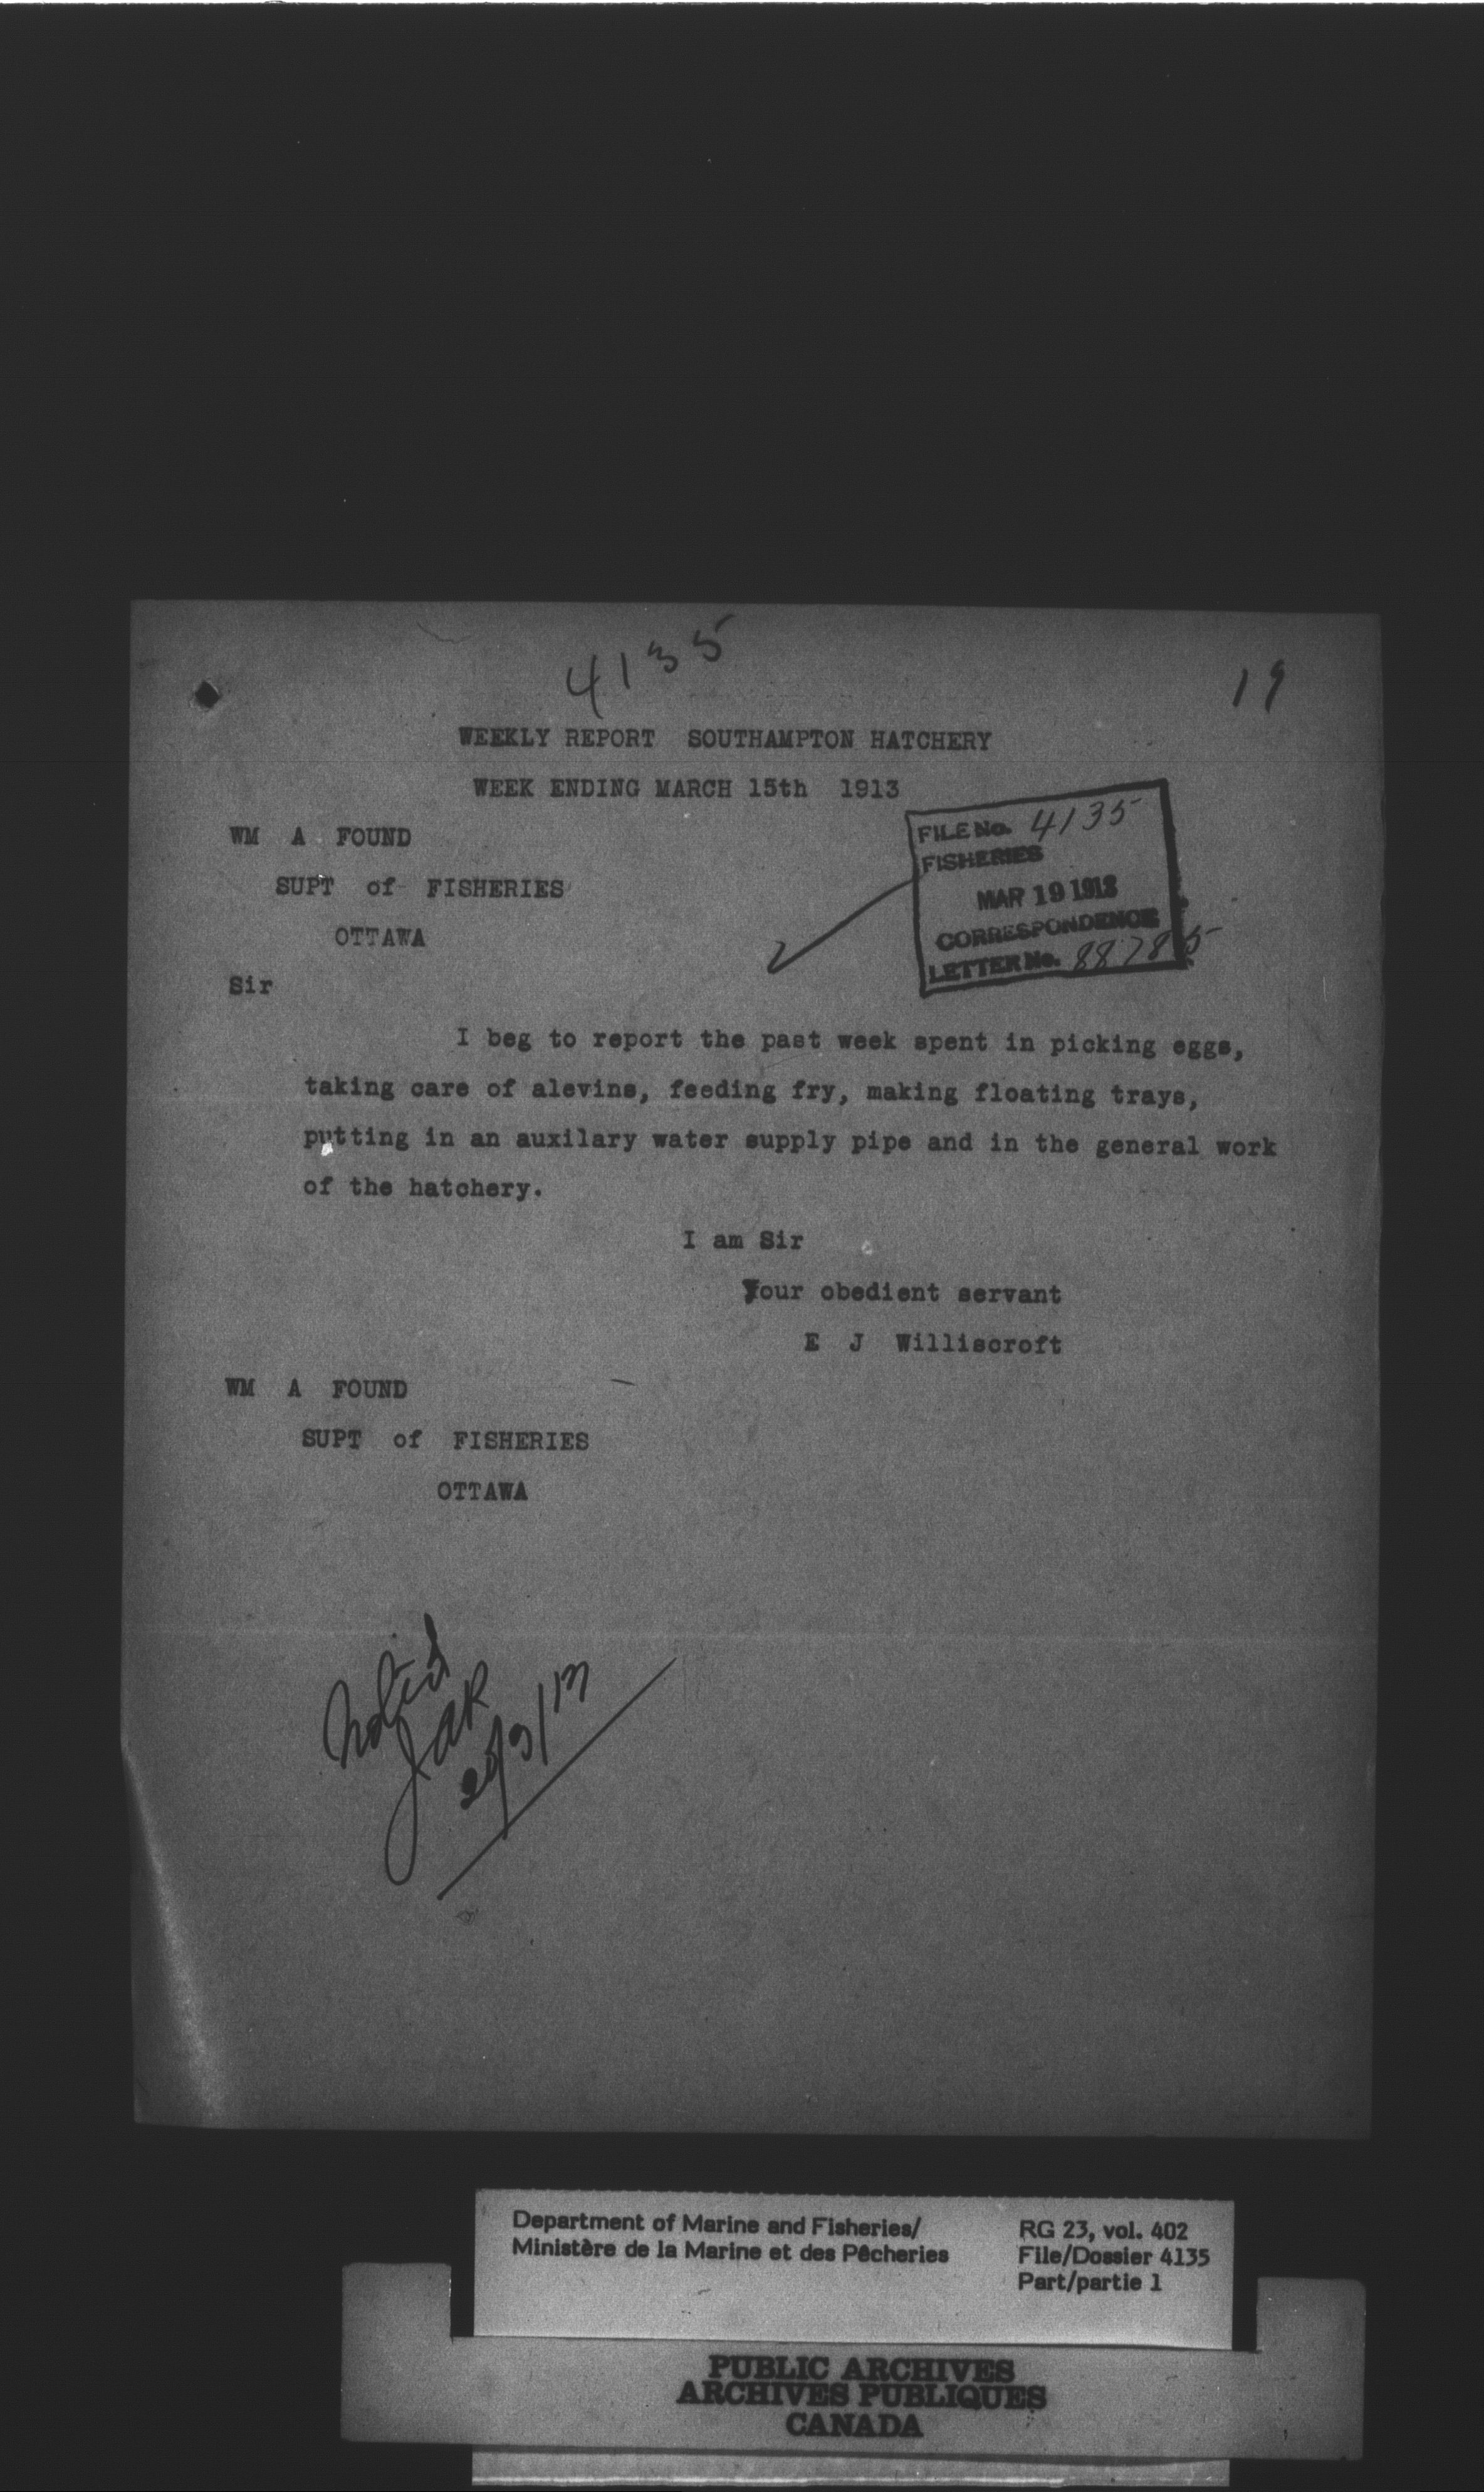 4135
19
WEEKLY REPORT SOUTHAMPTON HATCHERY
WEEK ENDING MARCH 15th 1913
WM A FOUND
SUPT of FISHERIES
OTTAWA
FILE No. 4135
FISHERIES
MAR 19 1913
CORRESPONDENCE
LETTER No. 88785
Sir
I beg to report the past week spent in picking eggs,
taking care of alevins, feeding fry, making floating trays,
putting in an auxilary water supply pipe and in the general work
of the hatchery.
I am Sir
Your obedient servant
E J Williscroft
WM A FOUND
SUPT of FISHERIES
OTTAWA
Noted
JAR
/3/13
Department of Marine and Fisheries/
Ministère de la Marine et des Pêcheries
RG 23, vol. 402
File/Dossier 4135
Part/partie 1
PUBLIC ARCHIVES
ARCHIVES PUBLIQUES
CANADA